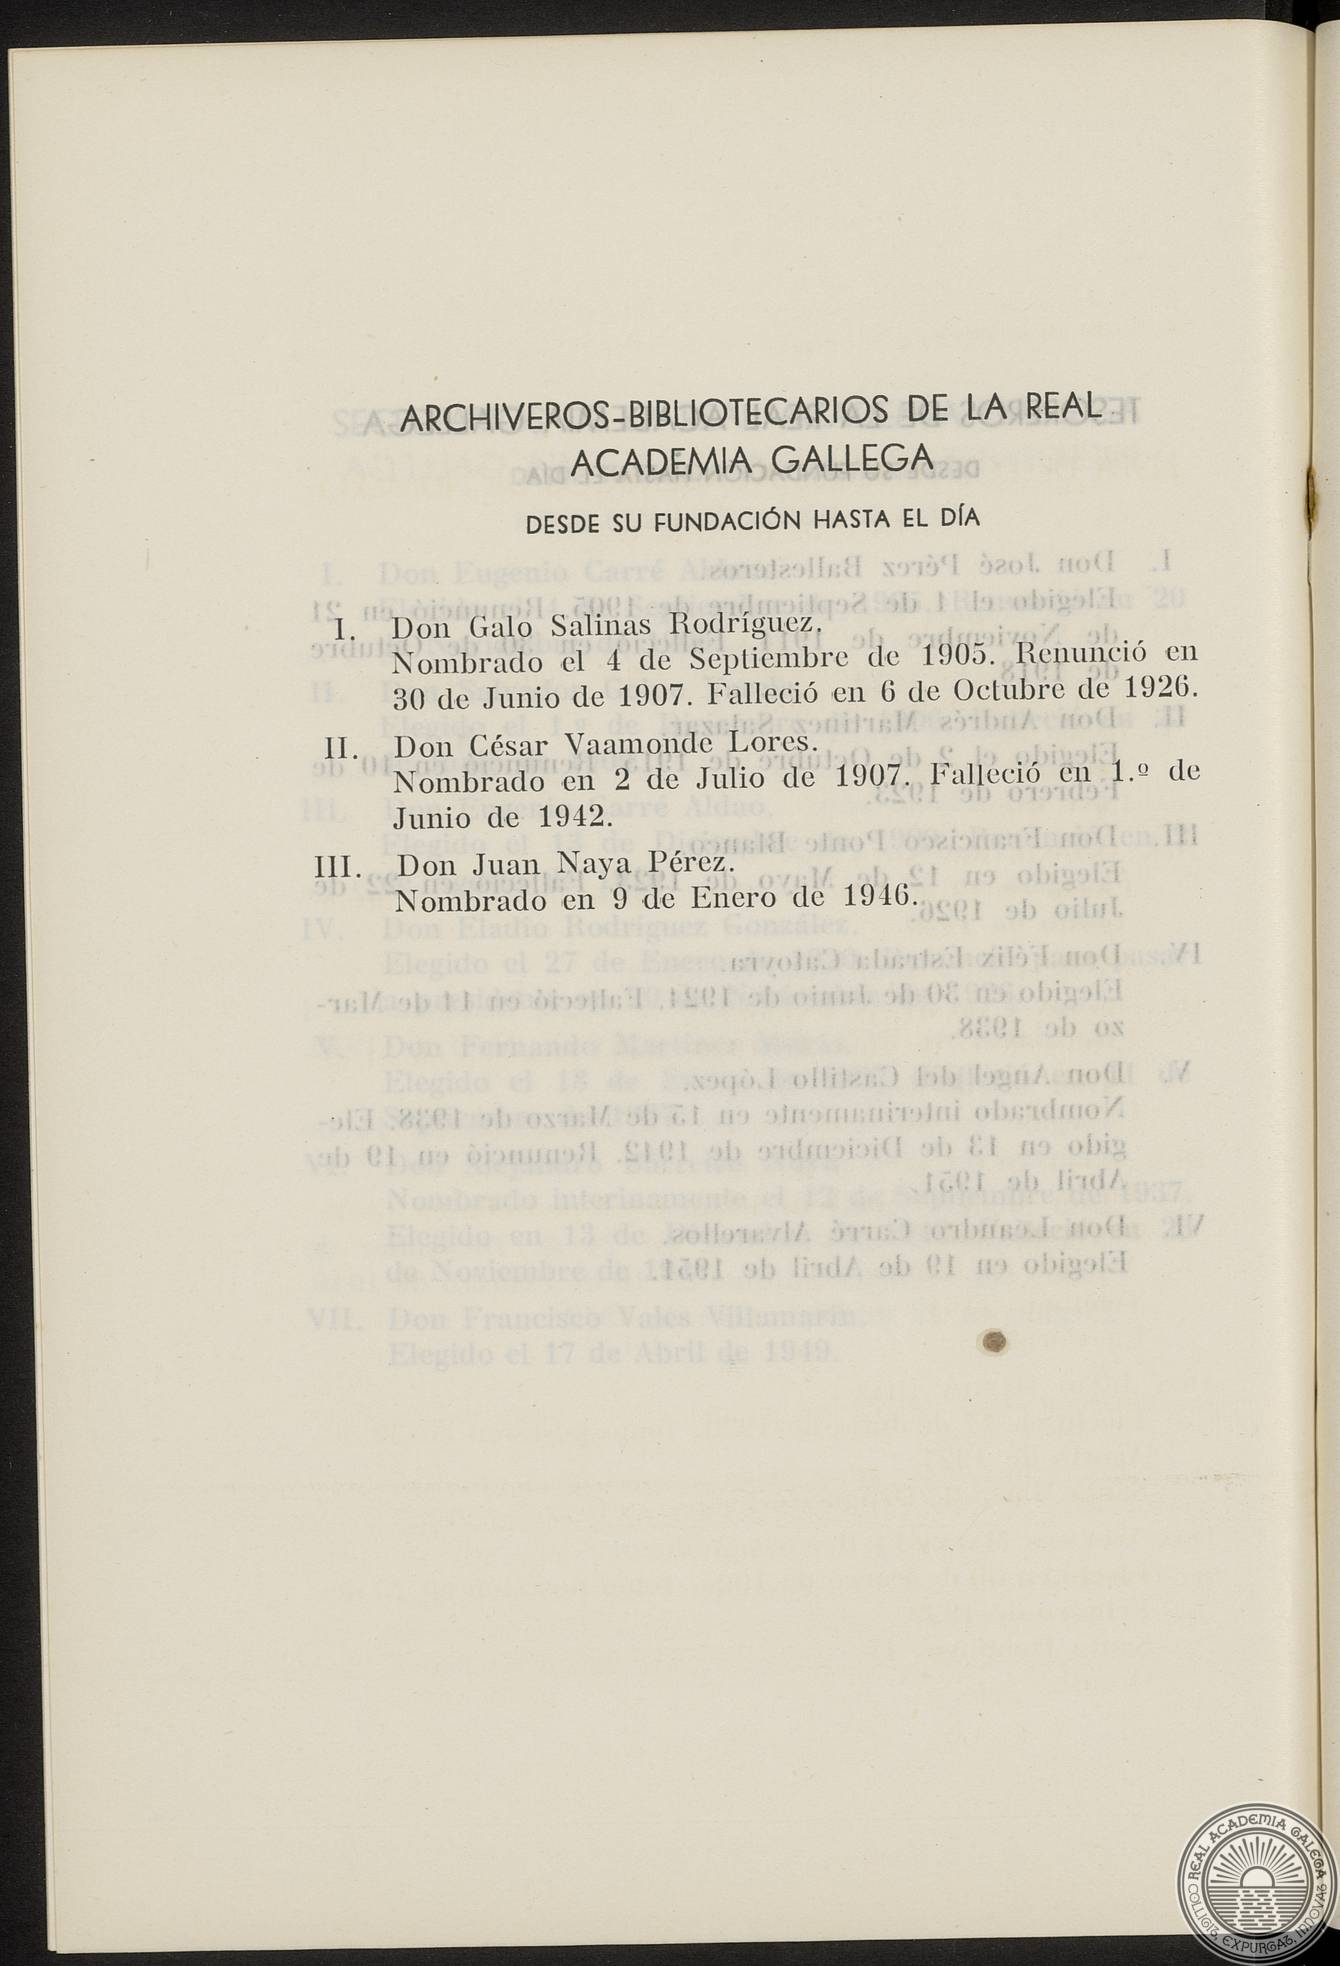 ARCHIVEROS-BIBLIOTECARIOS DE LA REAL
ACADEMIA GALLEGA
DESDE SU FUNDACIÓN HASTA EL DÍA
I. Don Galo Salinas Rodríguez.
Nombrado el 4 de Septiembre de 1905. Renunció en
30 de Junio de 1907. Falleció en 6 de Octubre de 1926.
II. Don César Vaamonde Lores.
Nombrado en 2 de Julio de 1907. Falleció en 1.º de
Junio de 1942.
III. Don Juan Naya Pérez.
Nombrado en 9 de Enero de 1946.
REAL ACADEMIA GALEGA
COLLIGIT, EXPURGAT, INNOVAT